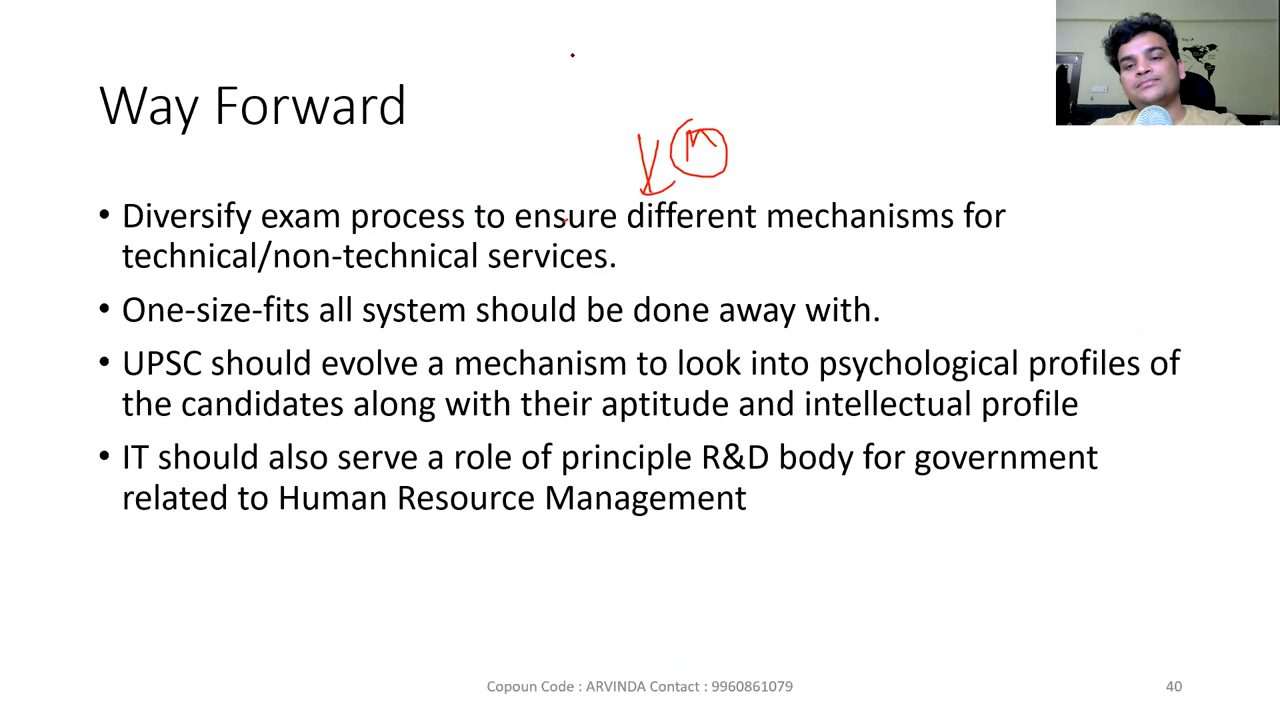 Way Forward
• Diversify exam process to ensure different mechanisms for
technical/non-technical services.
• One-size-fits all system should be done away with.
• UPSC should evolve a mechanism to look into psychological profiles of
the candidates along with their aptitude and intellectual profile
• IT should also serve a role of principle R&D body for government
related to Human Resource Management
Copoun Code : ARVINDA Contact : 9960861079
40